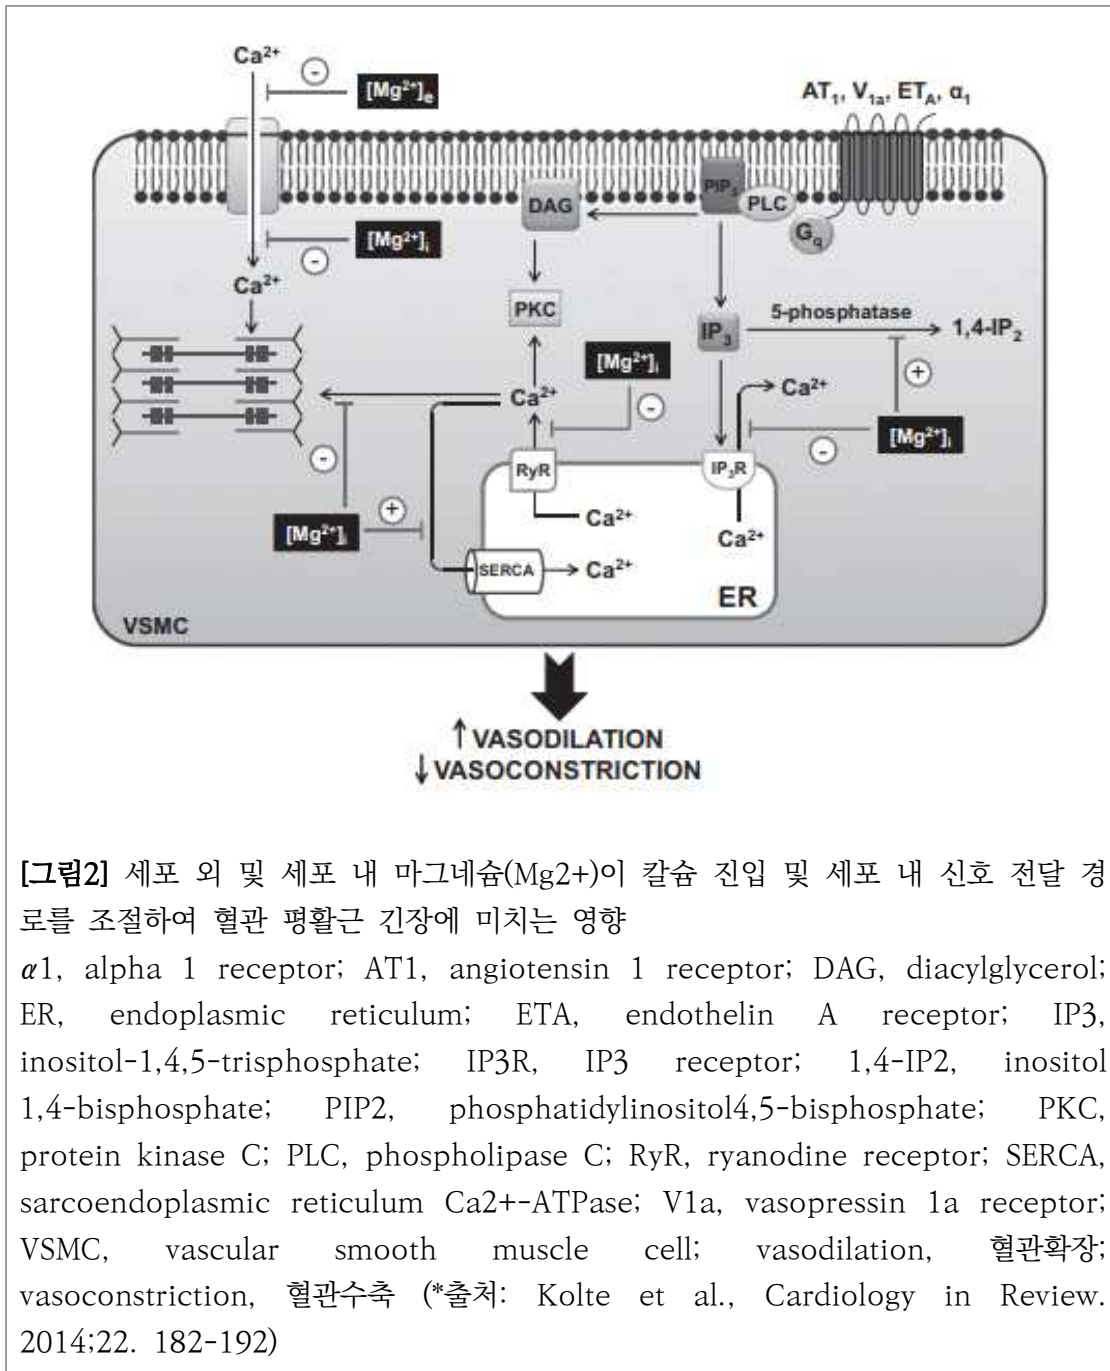 Ca²⁺
[Mg²⁺]e
-
AT₁, V₁ₐ, ET_A, α₁
DAG
PLC
Gq
[Mg²⁺]i
-
Ca²⁺
PKC
IP₃
5-phosphatase
1,4-IP₂
[Mg²⁺]i
-
+
Ca²⁺
Ca²⁺
[Mg²⁺]i
-
-
RyR
IP₃R
+
[Mg²⁺]i
Ca²⁺
Ca²⁺
SERCA
Ca²⁺
ER
VSMC
↑ VASODILATION
↓ VASOCONSTRICTION
[그림2] 세포 외 및 세포 내 마그네슘(Mg2+)이 칼슘 진입 및 세포 내 신호 전달 경
로를 조절하여 혈관 평활근 긴장에 미치는 영향
α1, alpha 1 receptor; AT1, angiotensin 1 receptor; DAG, diacylglycerol;
ER, endoplasmic reticulum; ETA, endothelin A receptor; IP3,
inositol-1,4,5-trisphosphate; IP3R, IP3 receptor; 1,4-IP2, inositol
1,4-bisphosphate; PIP2, phosphatidylinositol4,5-bisphosphate; PKC,
protein kinase C; PLC, phospholipase C; RyR, ryanodine receptor; SERCA,
sarcoendoplasmic reticulum Ca2+-ATPase; V1a, vasopressin 1a receptor;
VSMC, vascular smooth muscle cell; vasodilation, 혈관확장;
vasoconstriction, 혈관수축 (*출처: Kolte et al., Cardiology in Review.
2014;22. 182-192)